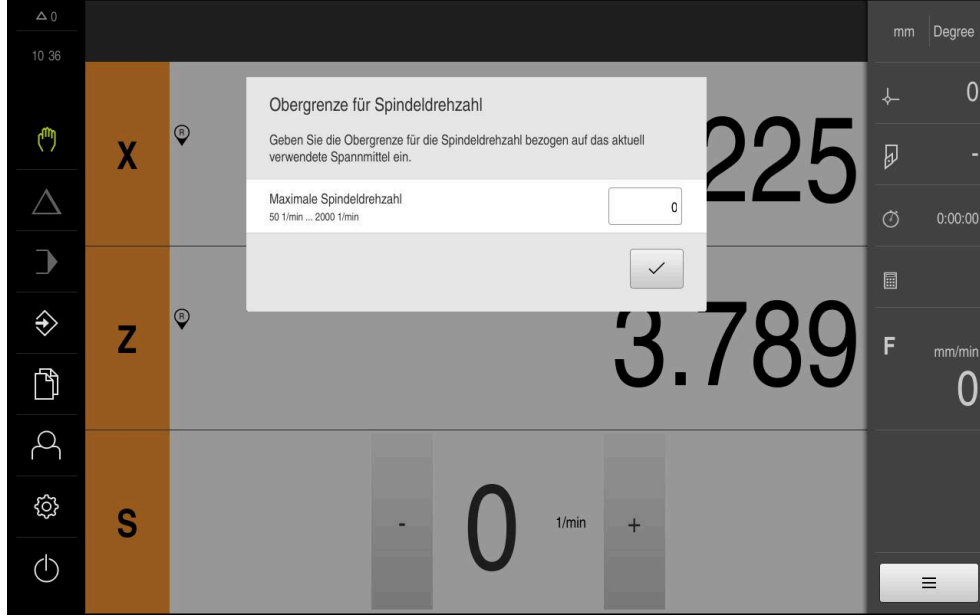 0
10 36
mm Degree
0
-
0:00:00
F mm/min
0
Obergrenze für Spindeldrehzahl
Geben Sie die Obergrenze für die Spindeldrehzahl bezogen auf das aktuell
verwendete Spannmittel ein.
Maximale Spindeldrehzahl
50 1/min ... 2000 1/min
0
X R 225
Z R 3.789
S - 0 1/min +